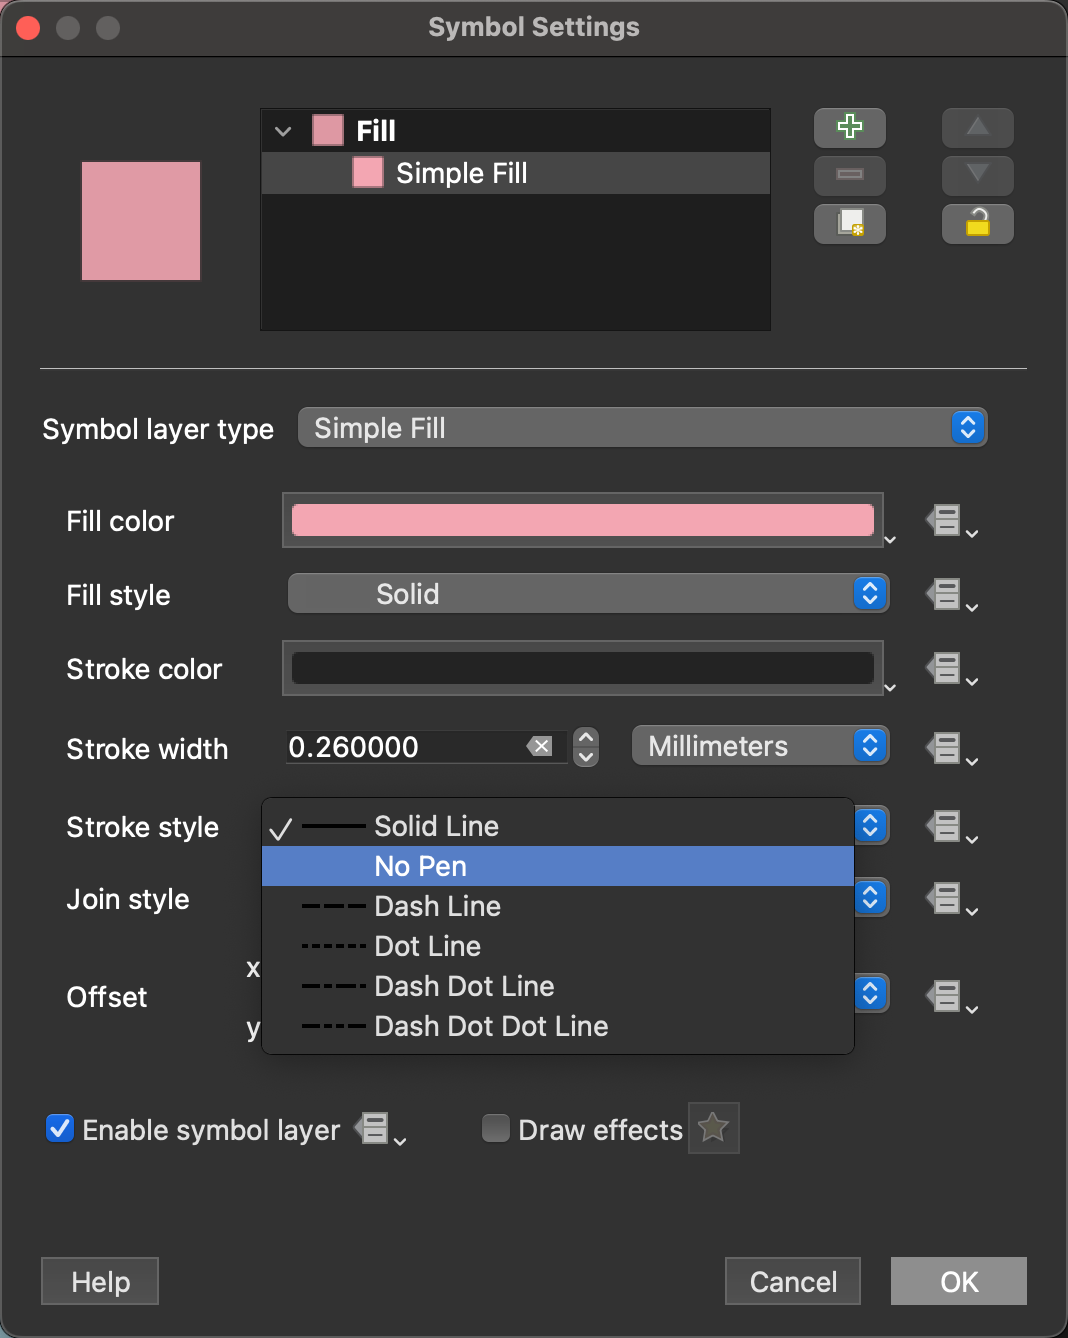 Symbol Settings
Fill
Simple Fill
Symbol layer type Simple Fill
Fill color
Fill style Solid
Stroke color
Stroke width 0.260000 Millimeters
Stroke style Solid Line
No Pen
Join style Dash Line
Dot Line
x
Offset Dash Dot Line
y Dash Dot Dot Line
Enable symbol layer Draw effects
Help Cancel OK